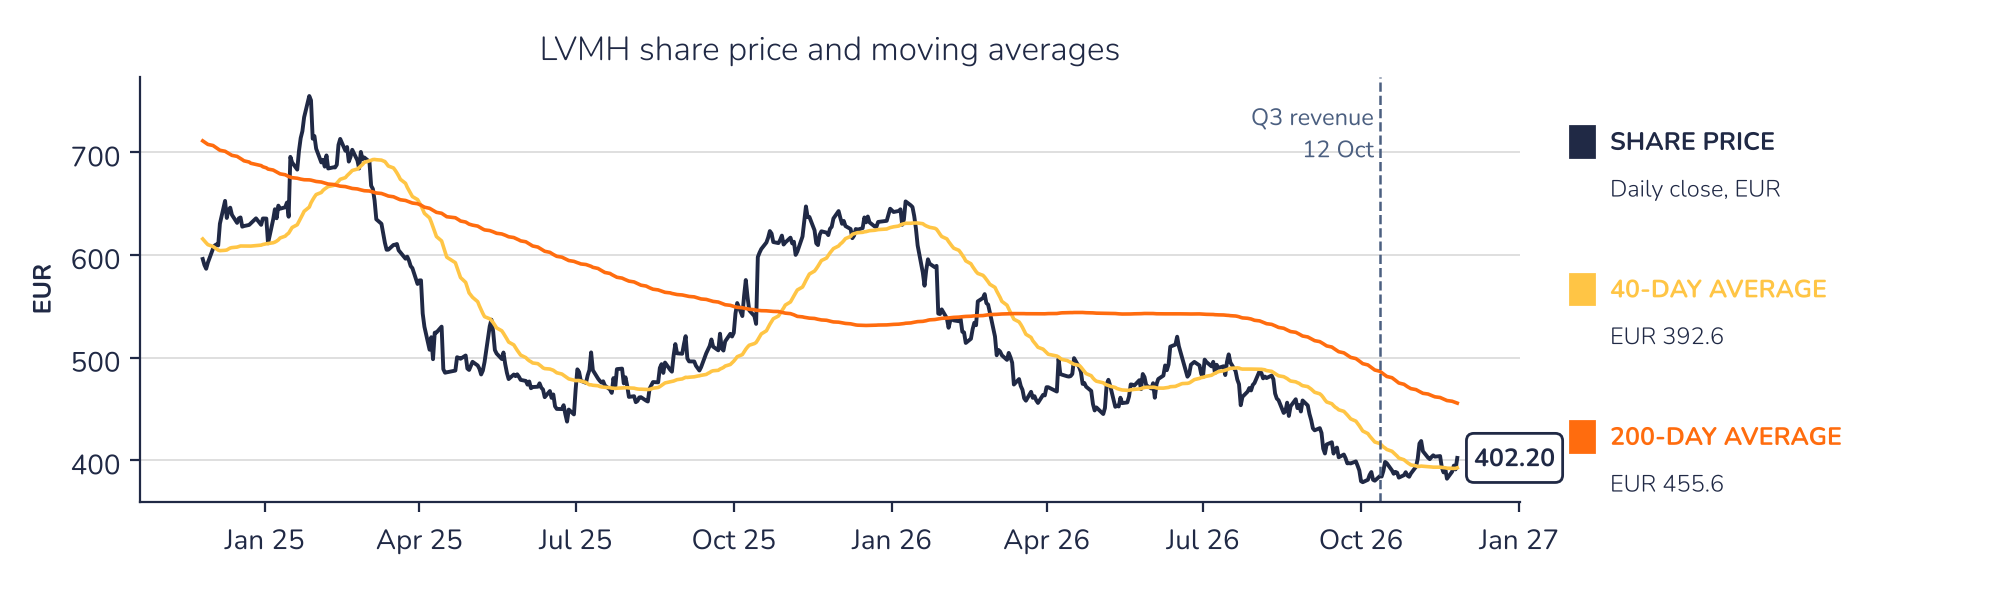 LVMH share price and moving averages
Q3 revenue
12 Oct
EUR
700
600
500
400
Jan 25
Apr 25
Jul 25
Oct 25
Jan 26
Apr 26
Jul 26
Oct 26
Jan 27
402.20
SHARE PRICE
Daily close, EUR
40-DAY AVERAGE
EUR 392.6
200-DAY AVERAGE
EUR 455.6